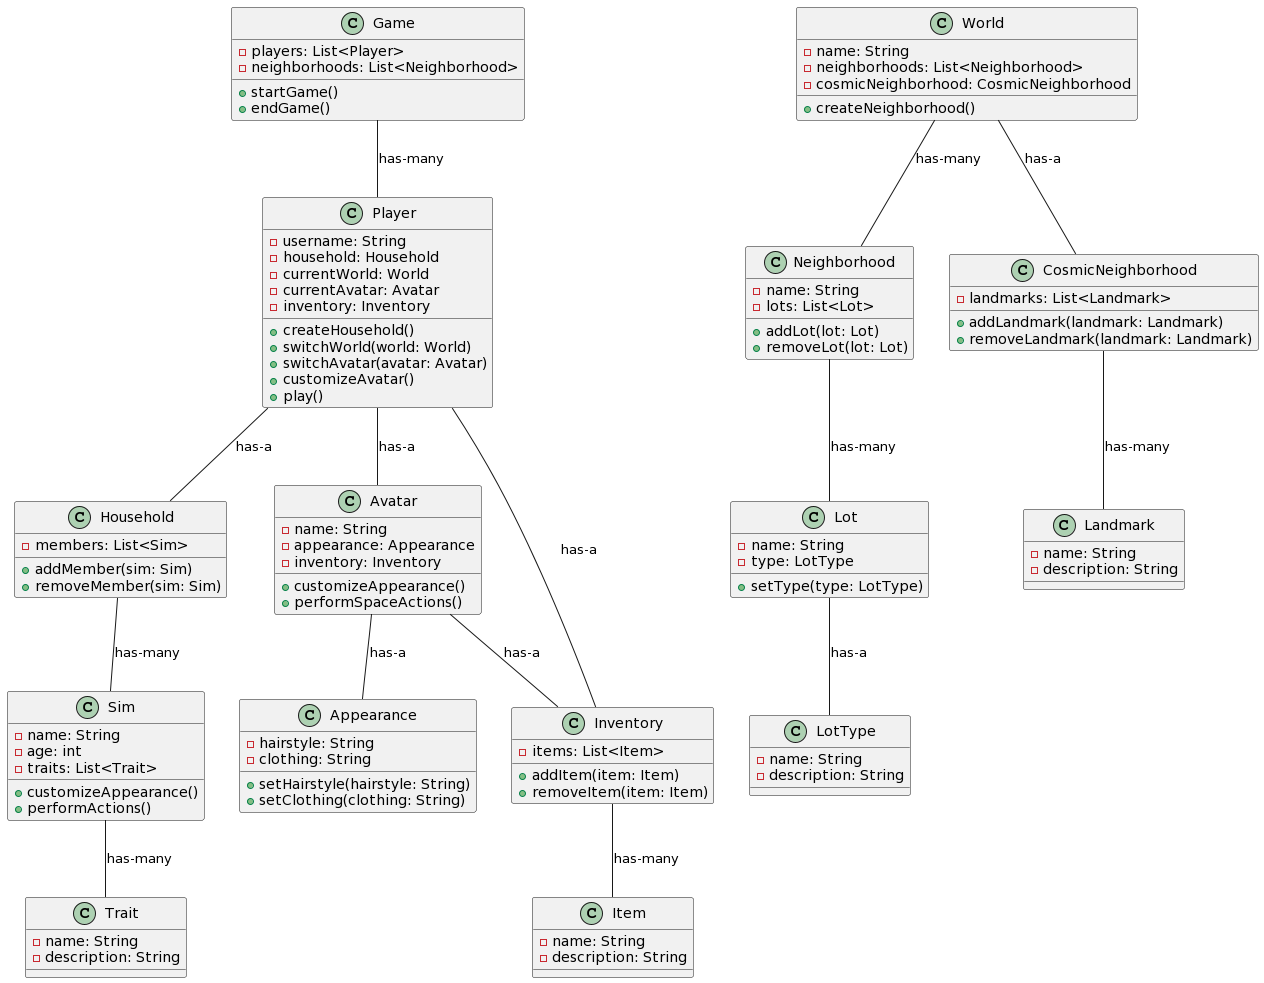 C Game
players: List<Player>
neighborhoods: List<Neighborhood>
startGame()
endGame()
C World
name: String
neighborhoods: List<Neighborhood>
cosmicNeighborhood: CosmicNeighborhood
createNeighborhood()
has-many
has-many
has-a
C Player
username: String
household: Household
currentWorld: World
currentAvatar: Avatar
inventory: Inventory
createHousehold()
switchWorld(world: World)
switchAvatar(avatar: Avatar)
customizeAvatar()
play()
C Neighborhood
name: String
lots: List<Lot>
addLot(lot: Lot)
removeLot(lot: Lot)
C CosmicNeighborhood
landmarks: List<Landmark>
addLandmark(landmark: Landmark)
removeLandmark(landmark: Landmark)
has-a
has-a
has-a
has-many
has-many
C Household
members: List<Sim>
addMember(sim: Sim)
removeMember(sim: Sim)
C Avatar
name: String
appearance: Appearance
inventory: Inventory
customizeAppearance()
performSpaceActions()
C Lot
name: String
type: LotType
setType(type: LotType)
C Landmark
name: String
description: String
has-many
has-a
has-a
has-a
C Sim
name: String
age: int
traits: List<Trait>
customizeAppearance()
performActions()
C Appearance
hairstyle: String
clothing: String
setHairstyle(hairstyle: String)
setClothing(clothing: String)
C Inventory
items: List<Item>
addItem(item: Item)
removeItem(item: Item)
C LotType
name: String
description: String
has-many
has-many
C Trait
name: String
description: String
C Item
name: String
description: String